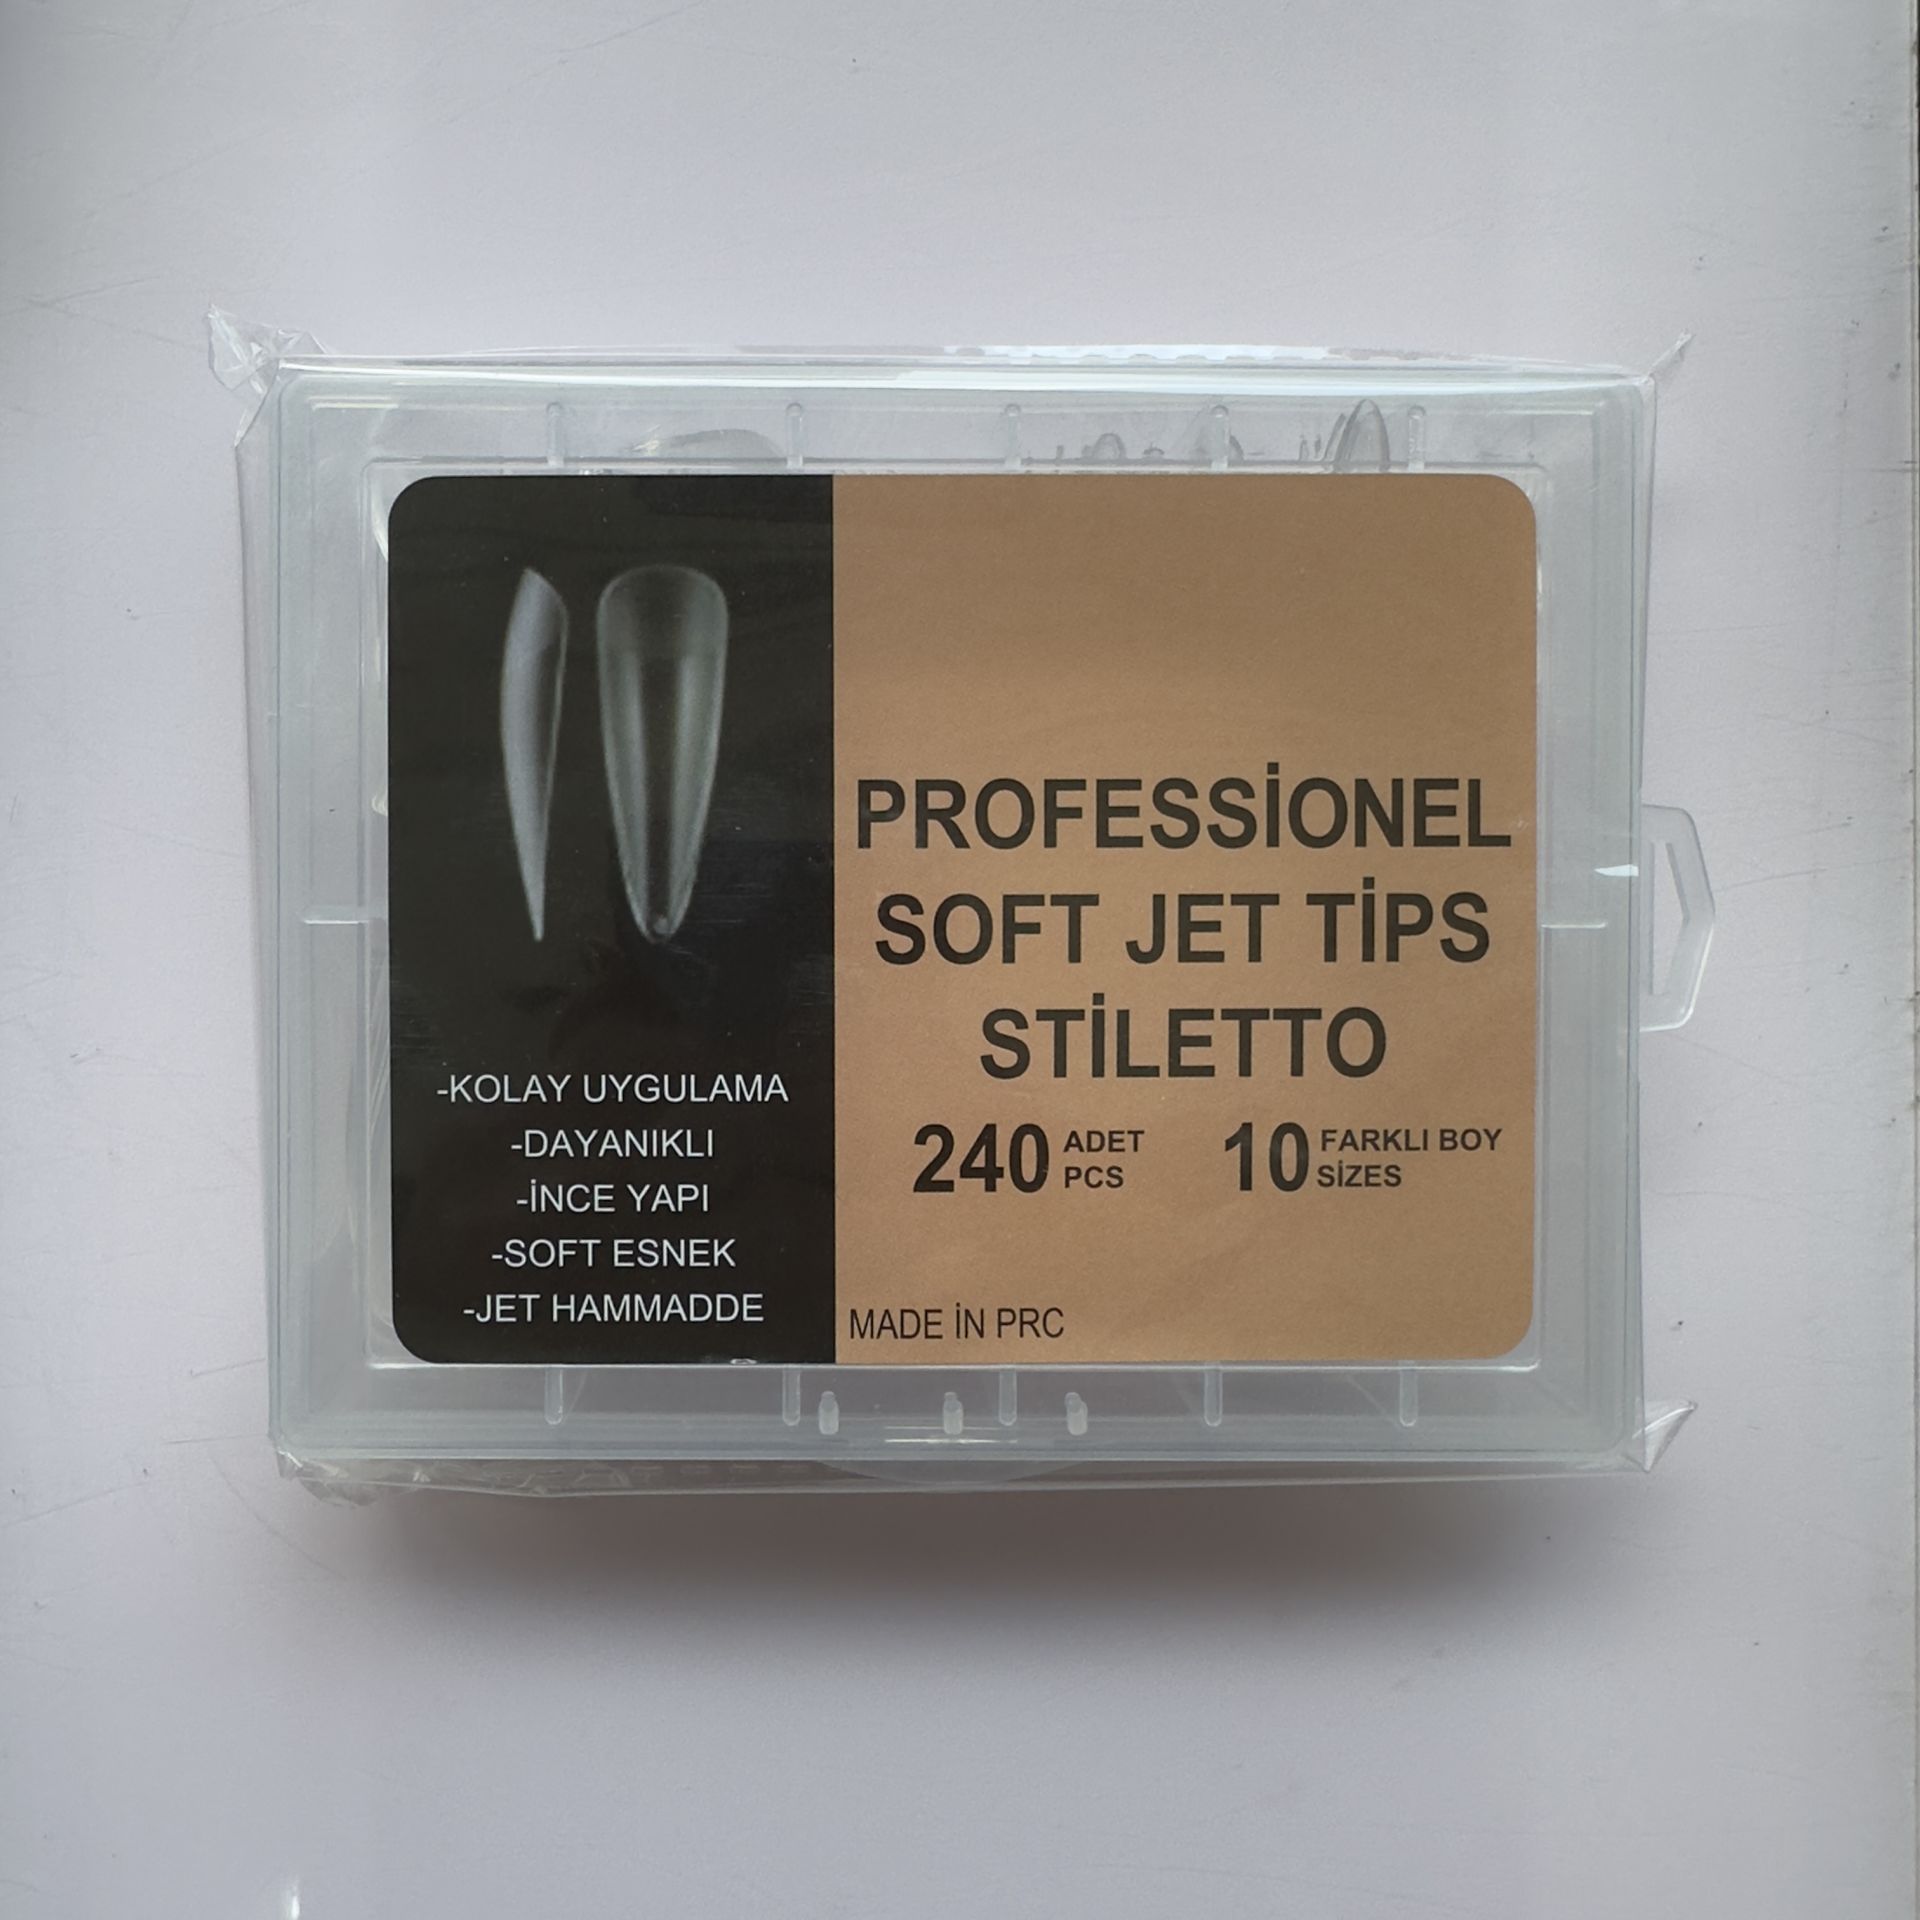 -KOLAY UYGULAMA
-DAYANIKLI
-İNCE YAPI
-SOFT ESNEK
-JET HAMMADDE
PROFESSİONEL
SOFT JET TİPS
STİLETTO
240 ADET PCS
10 FARKLI BOY SİZES
MADE İN PRC